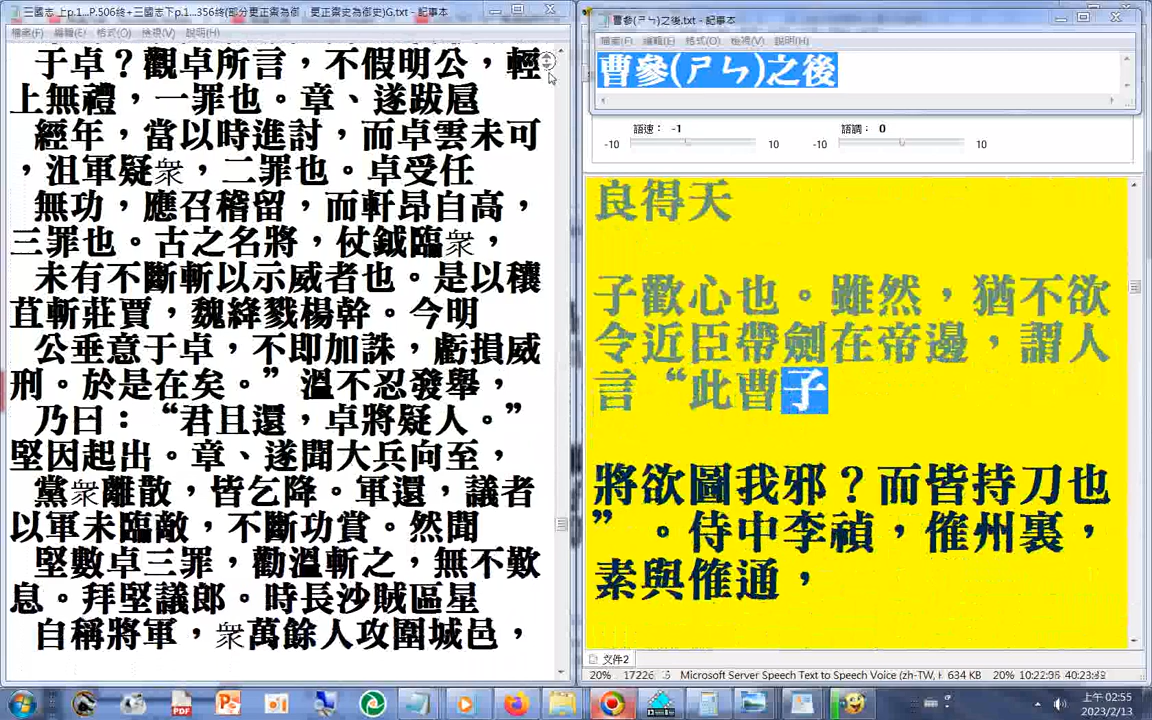 三國志 上p.1...P.506終+三國志下p.1...356終(部分更正齋為御﹐更正齋史為御史)G.txt - 記事本
檔案(F) 編輯(E) 格式(O) 檢視(V) 說明(H)
于卓？觀卓所言，不假明公，輕
上無禮，一罪也。章、遂跋扈
經年，當以時進討，而卓雲未可
，沮軍疑衆，二罪也。卓受任
無功，應召稽留，而軒昂自高，
三罪也。古之名將，仗鉞臨衆，
未有不斷斬以示威者也。是以穰
苴斬莊賈，魏絳戮楊幹。今明
公垂意于卓，不即加誅，虧損威
刑。於是在矣。”溫不忍發舉，
乃曰：“君且還，卓將疑人。”
堅因起出。章、遂聞大兵向至，
黨衆離散，皆乞降。軍還，議者
以軍未臨敵，不斷功賞。然聞
堅數卓三罪，勸溫斬之，無不歎
息。拜堅議郎。時長沙賊區星
自稱將軍，衆萬餘人攻圍城邑，
曹參(ㄕㄣ)之後.txt - 記事本
檔案(F) 編輯(E) 格式(O) 檢視(V) 說明(H)
曹參(ㄕㄣ)之後
語速： -1 語調： 0
-10 10 -10 10
良得天
子歡心也。雖然，猶不欲
令近臣帶劍在帝邊，謂人
言“此曹子
將欲圖我邪？而皆持刀也
”。侍中李禎，傕州裏，
素與傕通，
文件2
20% 17226 Microsoft Server Speech Text to Speech Voice (zh-TW, 634 KB 20% 10:22:36
上午 02:55
2023/2/13